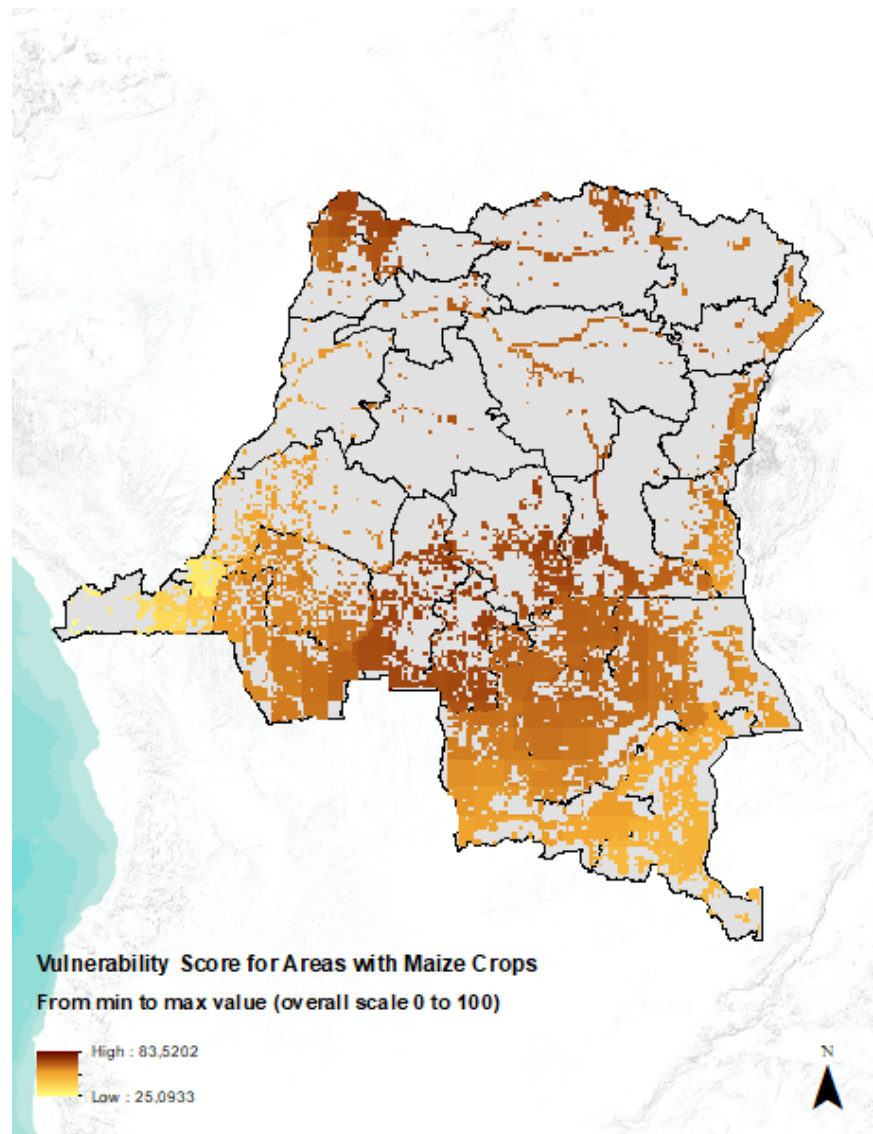 Vulnerability Score for Areas with Maize Crops
From min to max value (overall scale 0 to 100)
High : 83,5202
Low : 25,0933
N